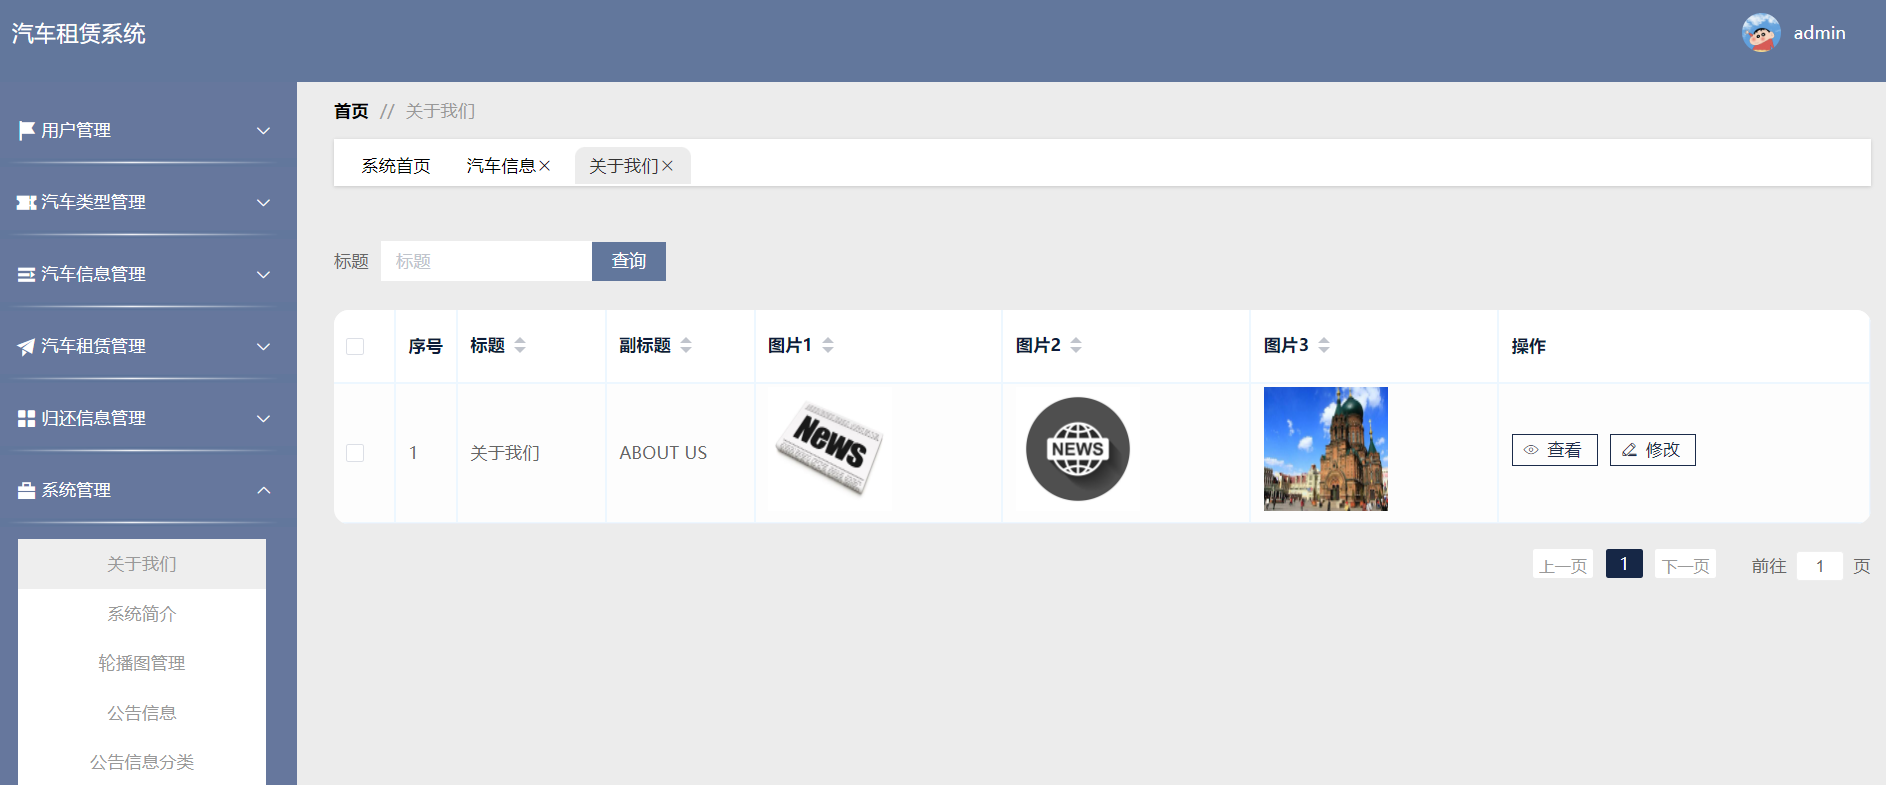 汽车租赁系统
admin
用户管理
汽车类型管理
汽车信息管理
汽车租赁管理
归还信息管理
系统管理
关于我们
系统简介
轮播图管理
公告信息
公告信息分类
首页 // 关于我们
系统首页 汽车信息× 关于我们×
标题 标题 查询
序号 标题 副标题 图片1 图片2 图片3 操作
1 关于我们 ABOUT US News NEWS 查看 修改
上一页 1 下一页 前往 1 页